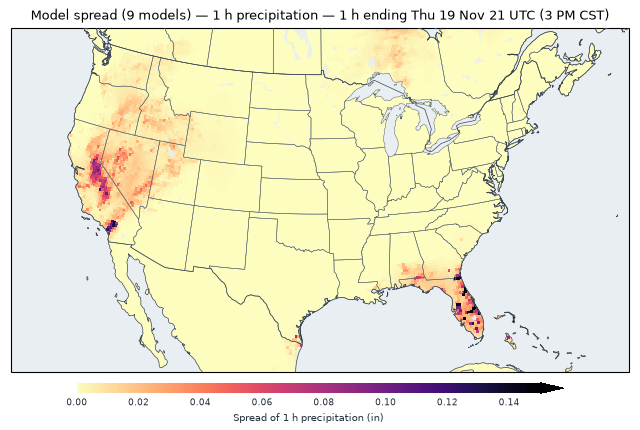 Model spread (9 models) — 1 h precipitation — 1 h ending Thu 19 Nov 21 UTC (3 PM CST)
0.00 0.02 0.04 0.06 0.08 0.10 0.12 0.14
Spread of 1 h precipitation (in)